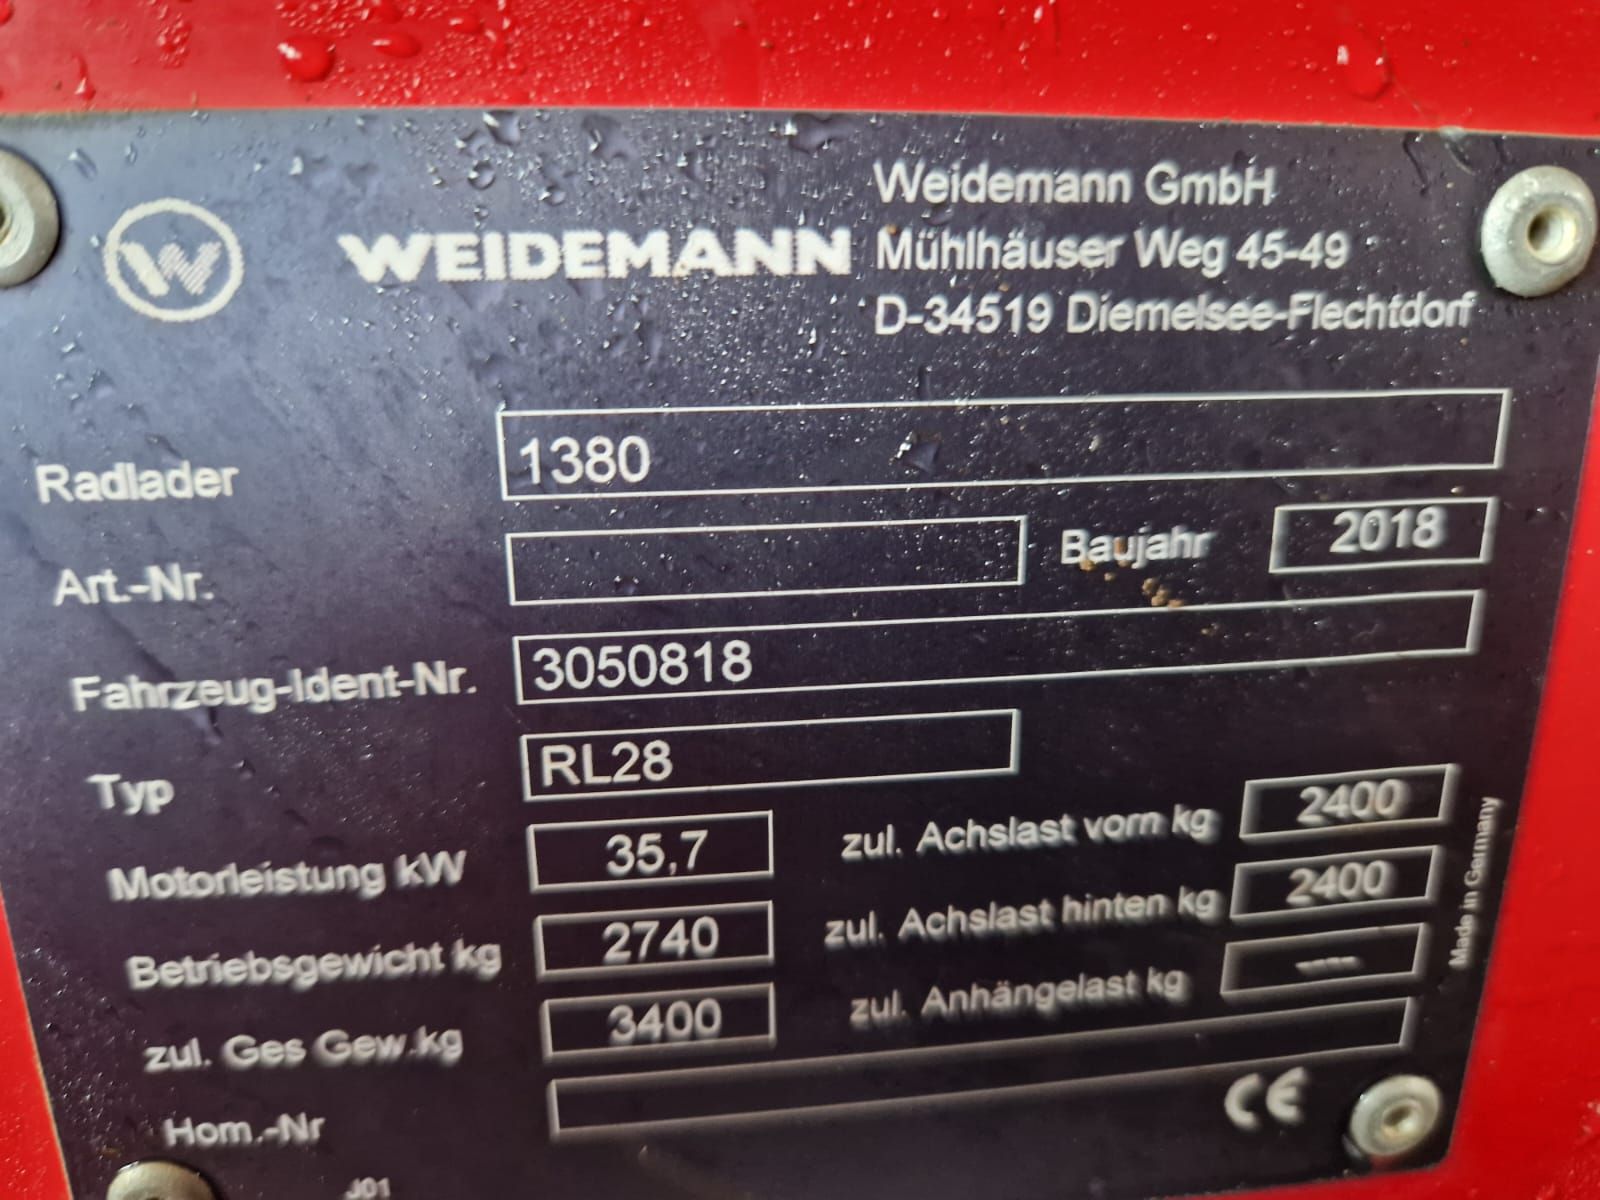 WEIDEMANN
Weidemann GmbH
Mühlhäuser Weg 45-49
D-34519 Diemelsee-Flechtdorf
Radlader 1380
Art.-Nr. Baujahr 2018
Fahrzeug-Ident-Nr. 3050818
Typ RL28
Motorleistung kW 35,7 zul. Achslast vorn kg 2400
Betriebsgewicht kg 2740 zul. Achslast hinten kg 2400
zul. Ges Gew.kg 3400 zul. Anhängelast kg ----
Hom.-Nr
CE
Made in Germany
J01